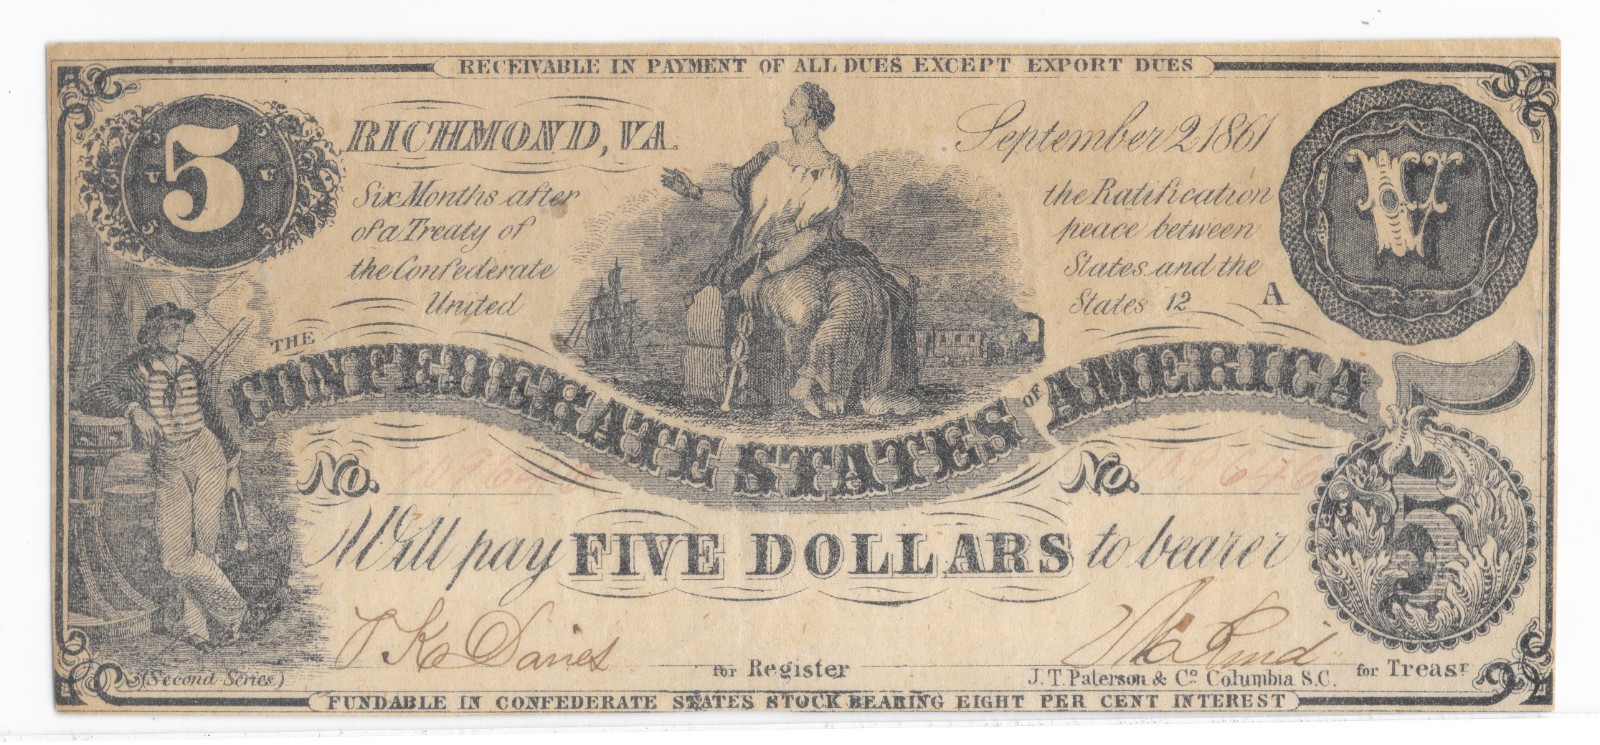 RECEIVABLE IN PAYMENT OF ALL DUES EXCEPT EXPORT DUES
5 RICHMOND, VA. September 2 1861 V
U U
5 5
Six Months after the Ratification
of a Treaty of peace between
the Confederate States and the
United States 12 A
THE CONFEDERATE STATES OF AMERICA
5
No. 109646 No. 109646
Will pay FIVE DOLLARS to bearer
for Register for Treasr
(Second Series) J. T. Paterson & Co Columbia S.C.
FUNDABLE IN CONFEDERATE STATES STOCK BEARING EIGHT PER CENT INTEREST